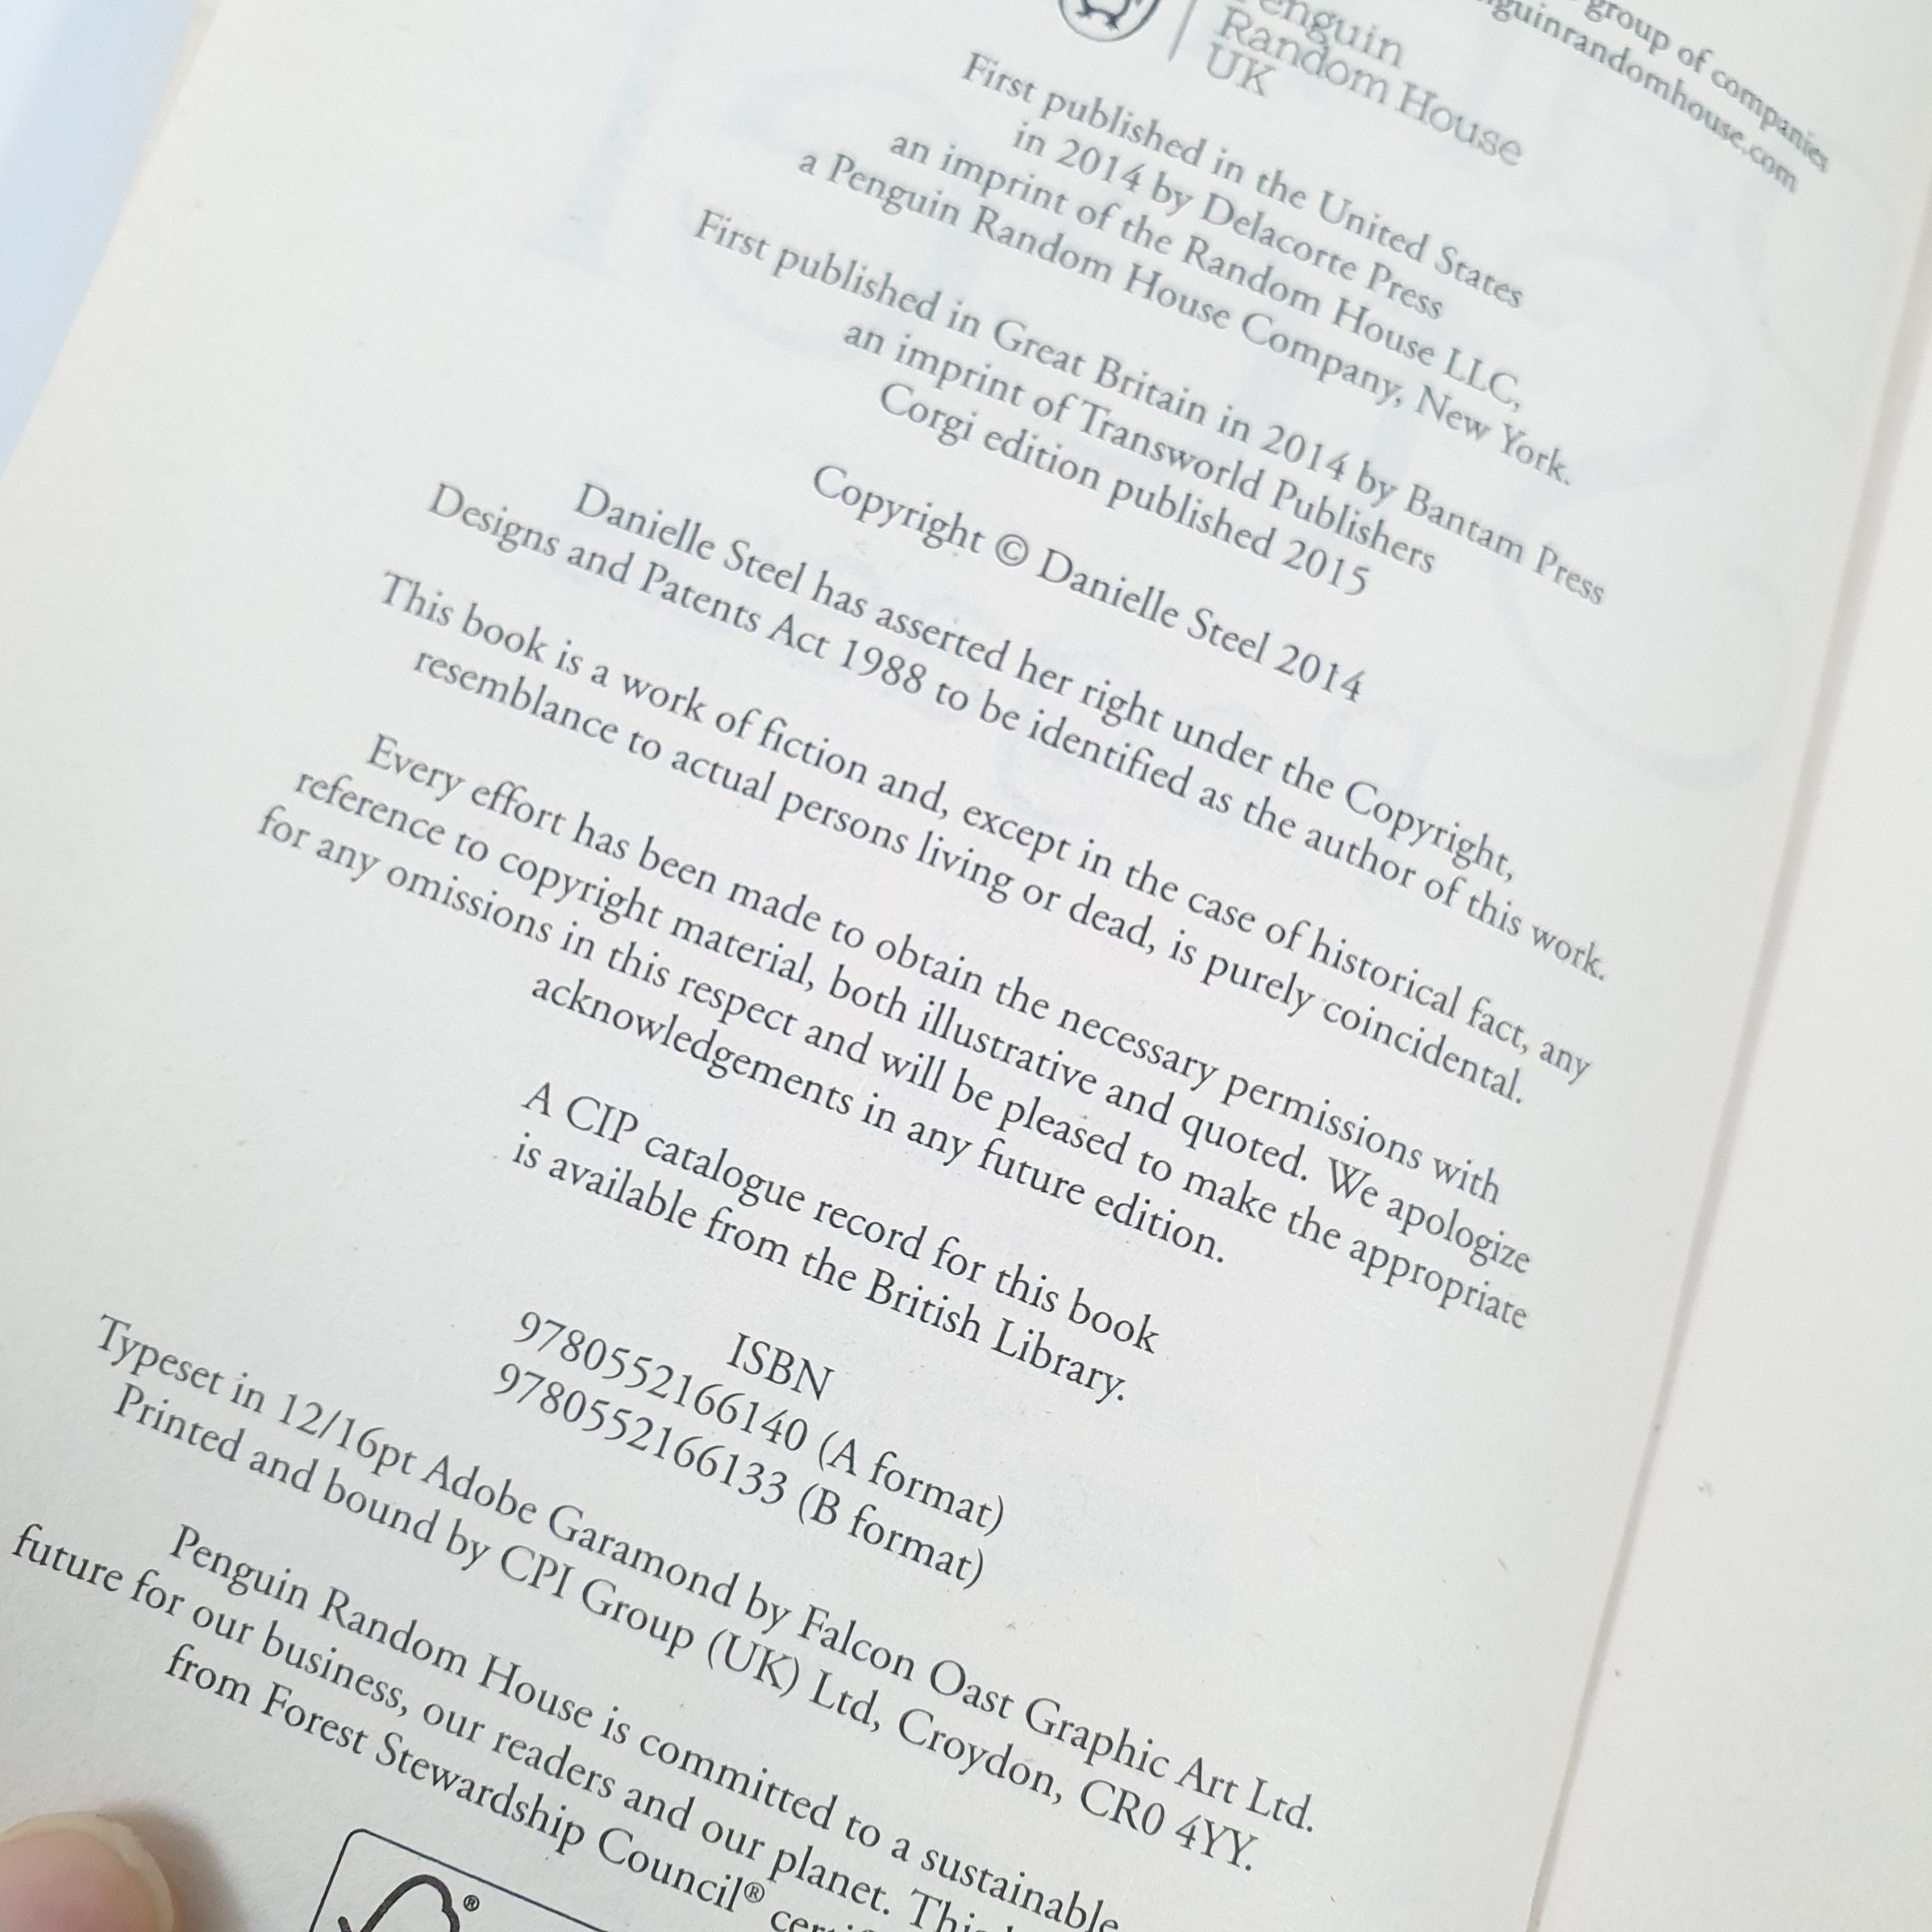 group of companies
guinrandomhouse.com
Penguin
Random House
UK
First published in the United States
in 2014 by Delacorte Press
an imprint of the Random House LLC,
a Penguin Random House Company, New York.
First published in Great Britain in 2014 by Bantam Press
an imprint of Transworld Publishers
Corgi edition published 2015
Copyright © Danielle Steel 2014
Danielle Steel has asserted her right under the Copyright,
Designs and Patents Act 1988 to be identified as the author of this work.
This book is a work of fiction and, except in the case of historical fact, any
resemblance to actual persons living or dead, is purely coincidental.
Every effort has been made to obtain the necessary permissions with
reference to copyright material, both illustrative and quoted. We apologize
for any omissions in this respect and will be pleased to make the appropriate
acknowledgements in any future edition.
A CIP catalogue record for this book
is available from the British Library.
ISBN
9780552166140 (A format)
9780552166133 (B format)
Typeset in 12/16pt Adobe Garamond by Falcon Oast Graphic Art Ltd.
Printed and bound by CPI Group (UK) Ltd, Croydon, CR0 4YY.
Penguin Random House is committed to a sustainable
future for our business, our readers and our planet. This
from Forest Stewardship Council®
®